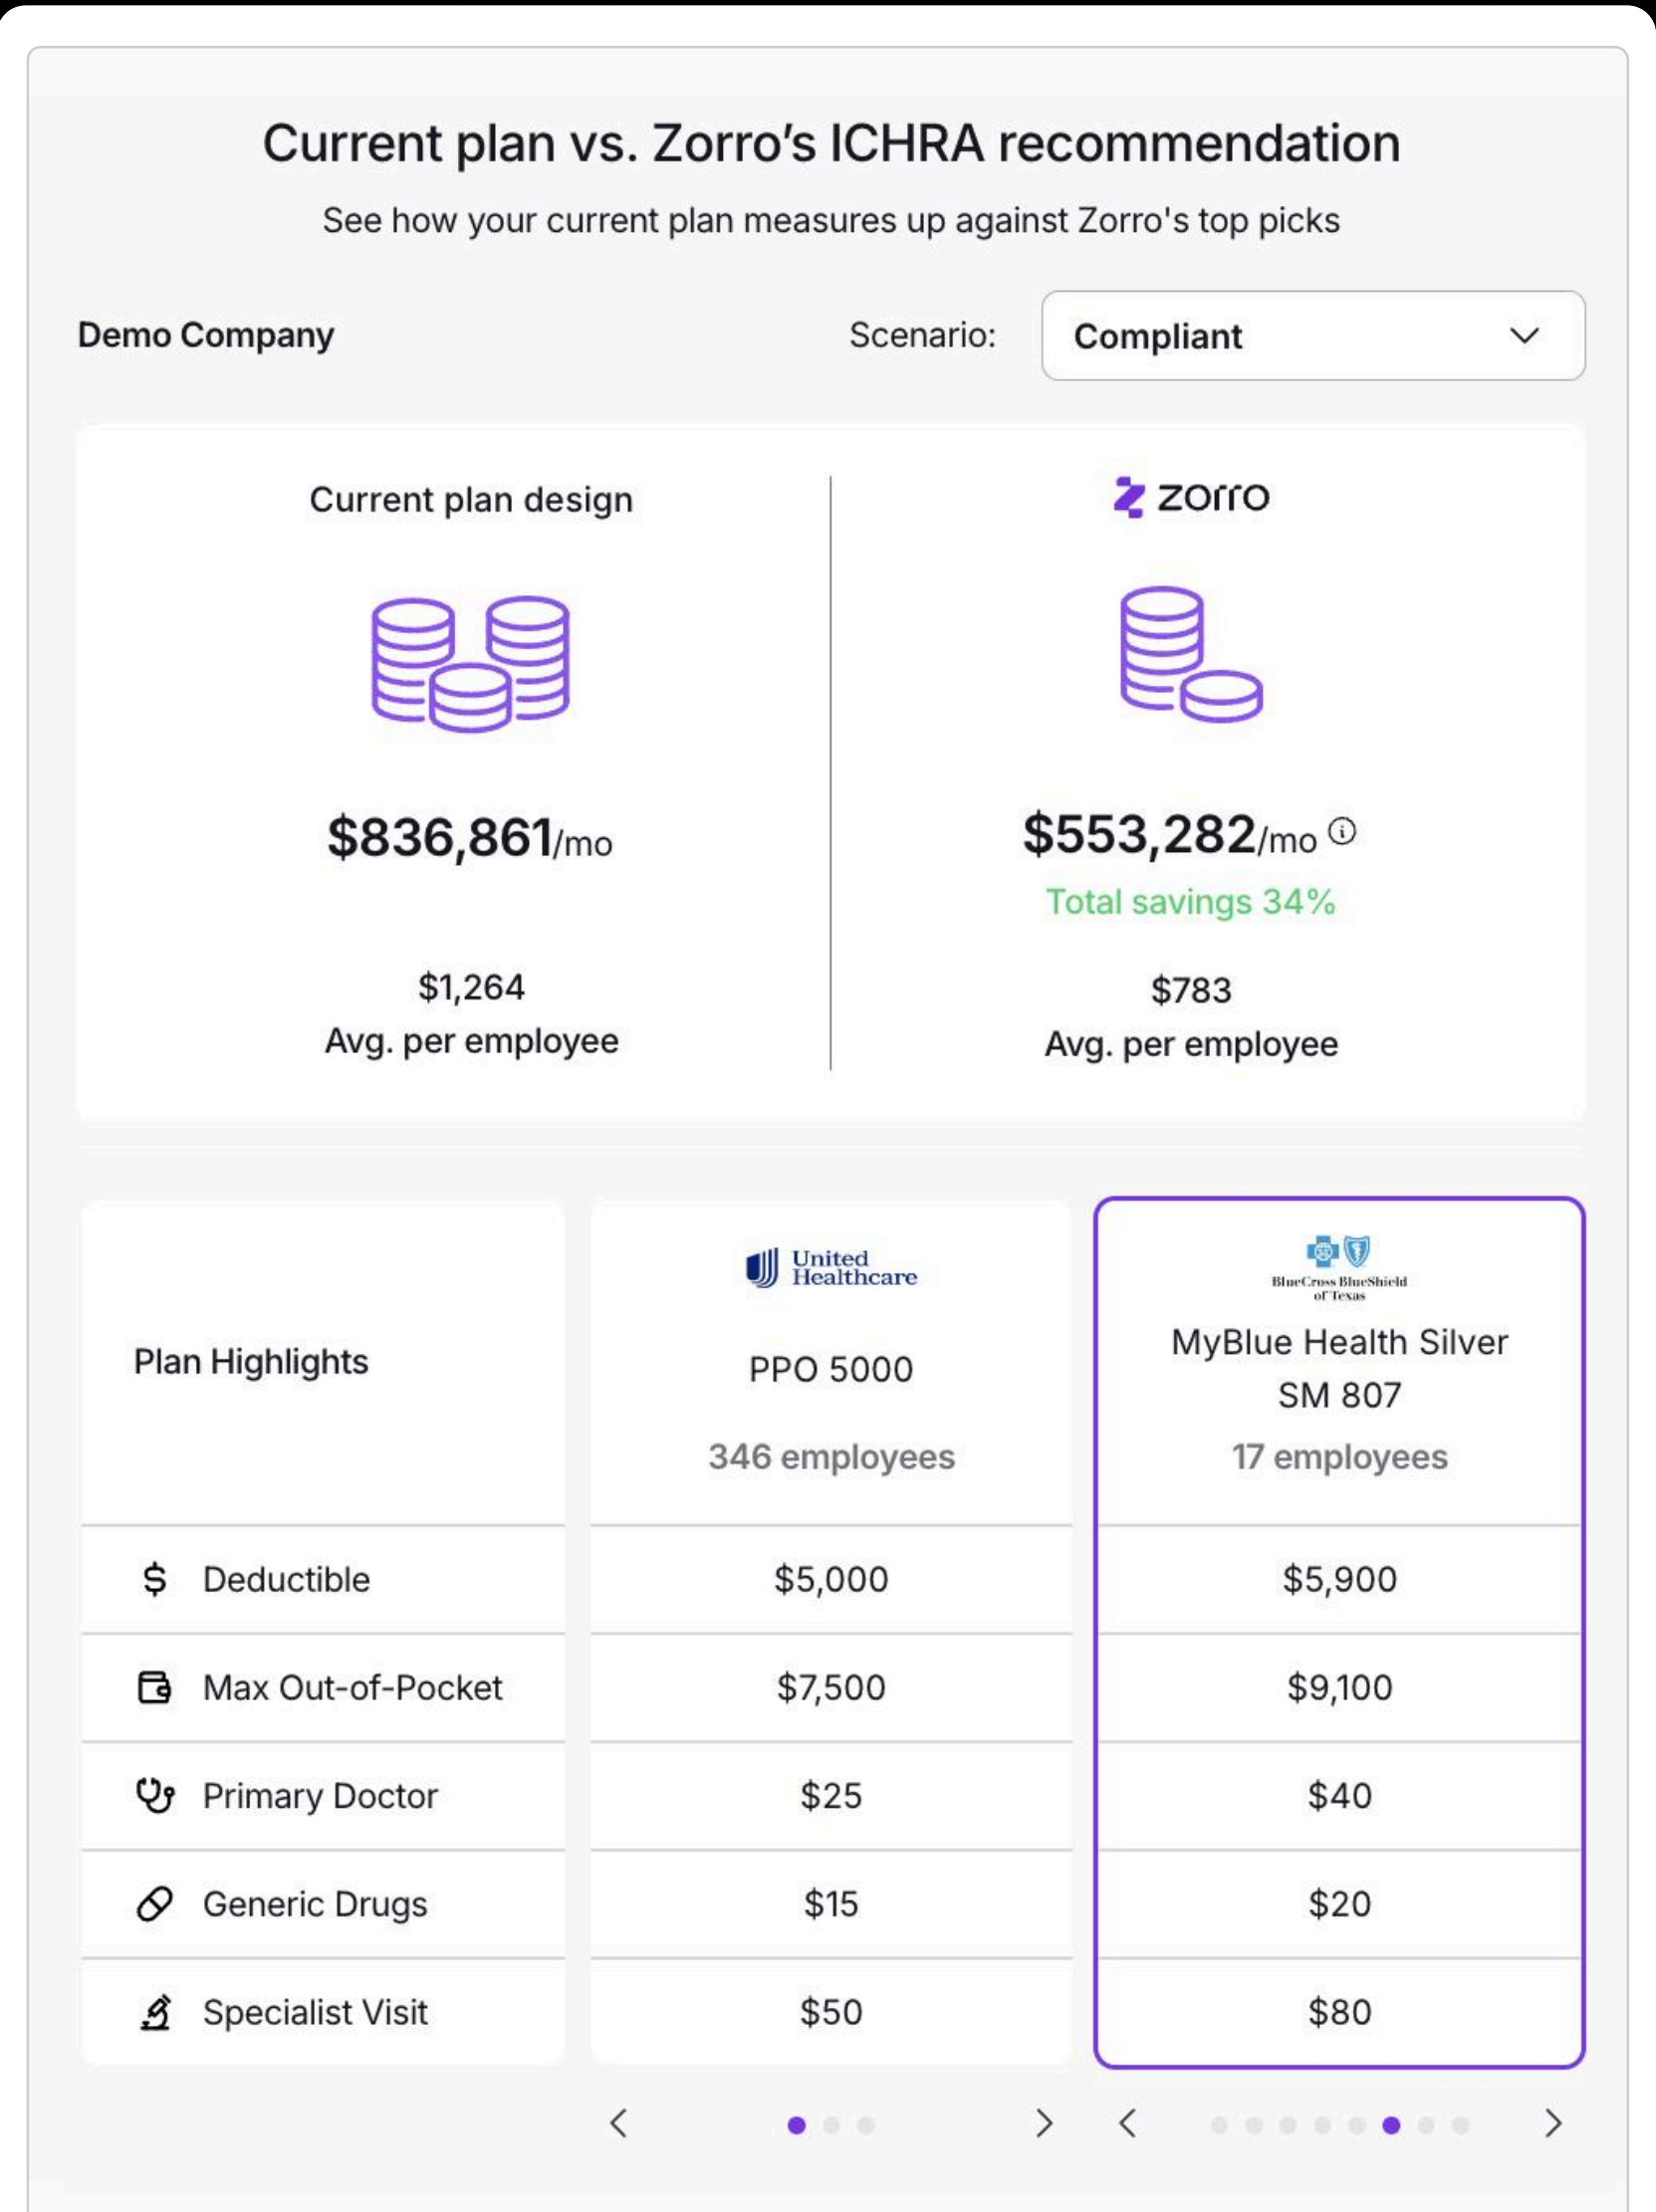 Current plan vs. Zorro’s ICHRA recommendation
See how your current plan measures up against Zorro's top picks
Demo Company
Scenario:
Compliant
Current plan design
$836,861/mo
$1,264
Avg. per employee
zorro
$553,282/mo
Total savings 34%
$783
Avg. per employee
Plan Highlights
United
Healthcare
PPO 5000
346 employees
BlueCross BlueShield
of Texas
MyBlue Health Silver
SM 807
17 employees
Deductible
$5,000
$5,900
Max Out-of-Pocket
$7,500
$9,100
Primary Doctor
$25
$40
Generic Drugs
$15
$20
Specialist Visit
$50
$80